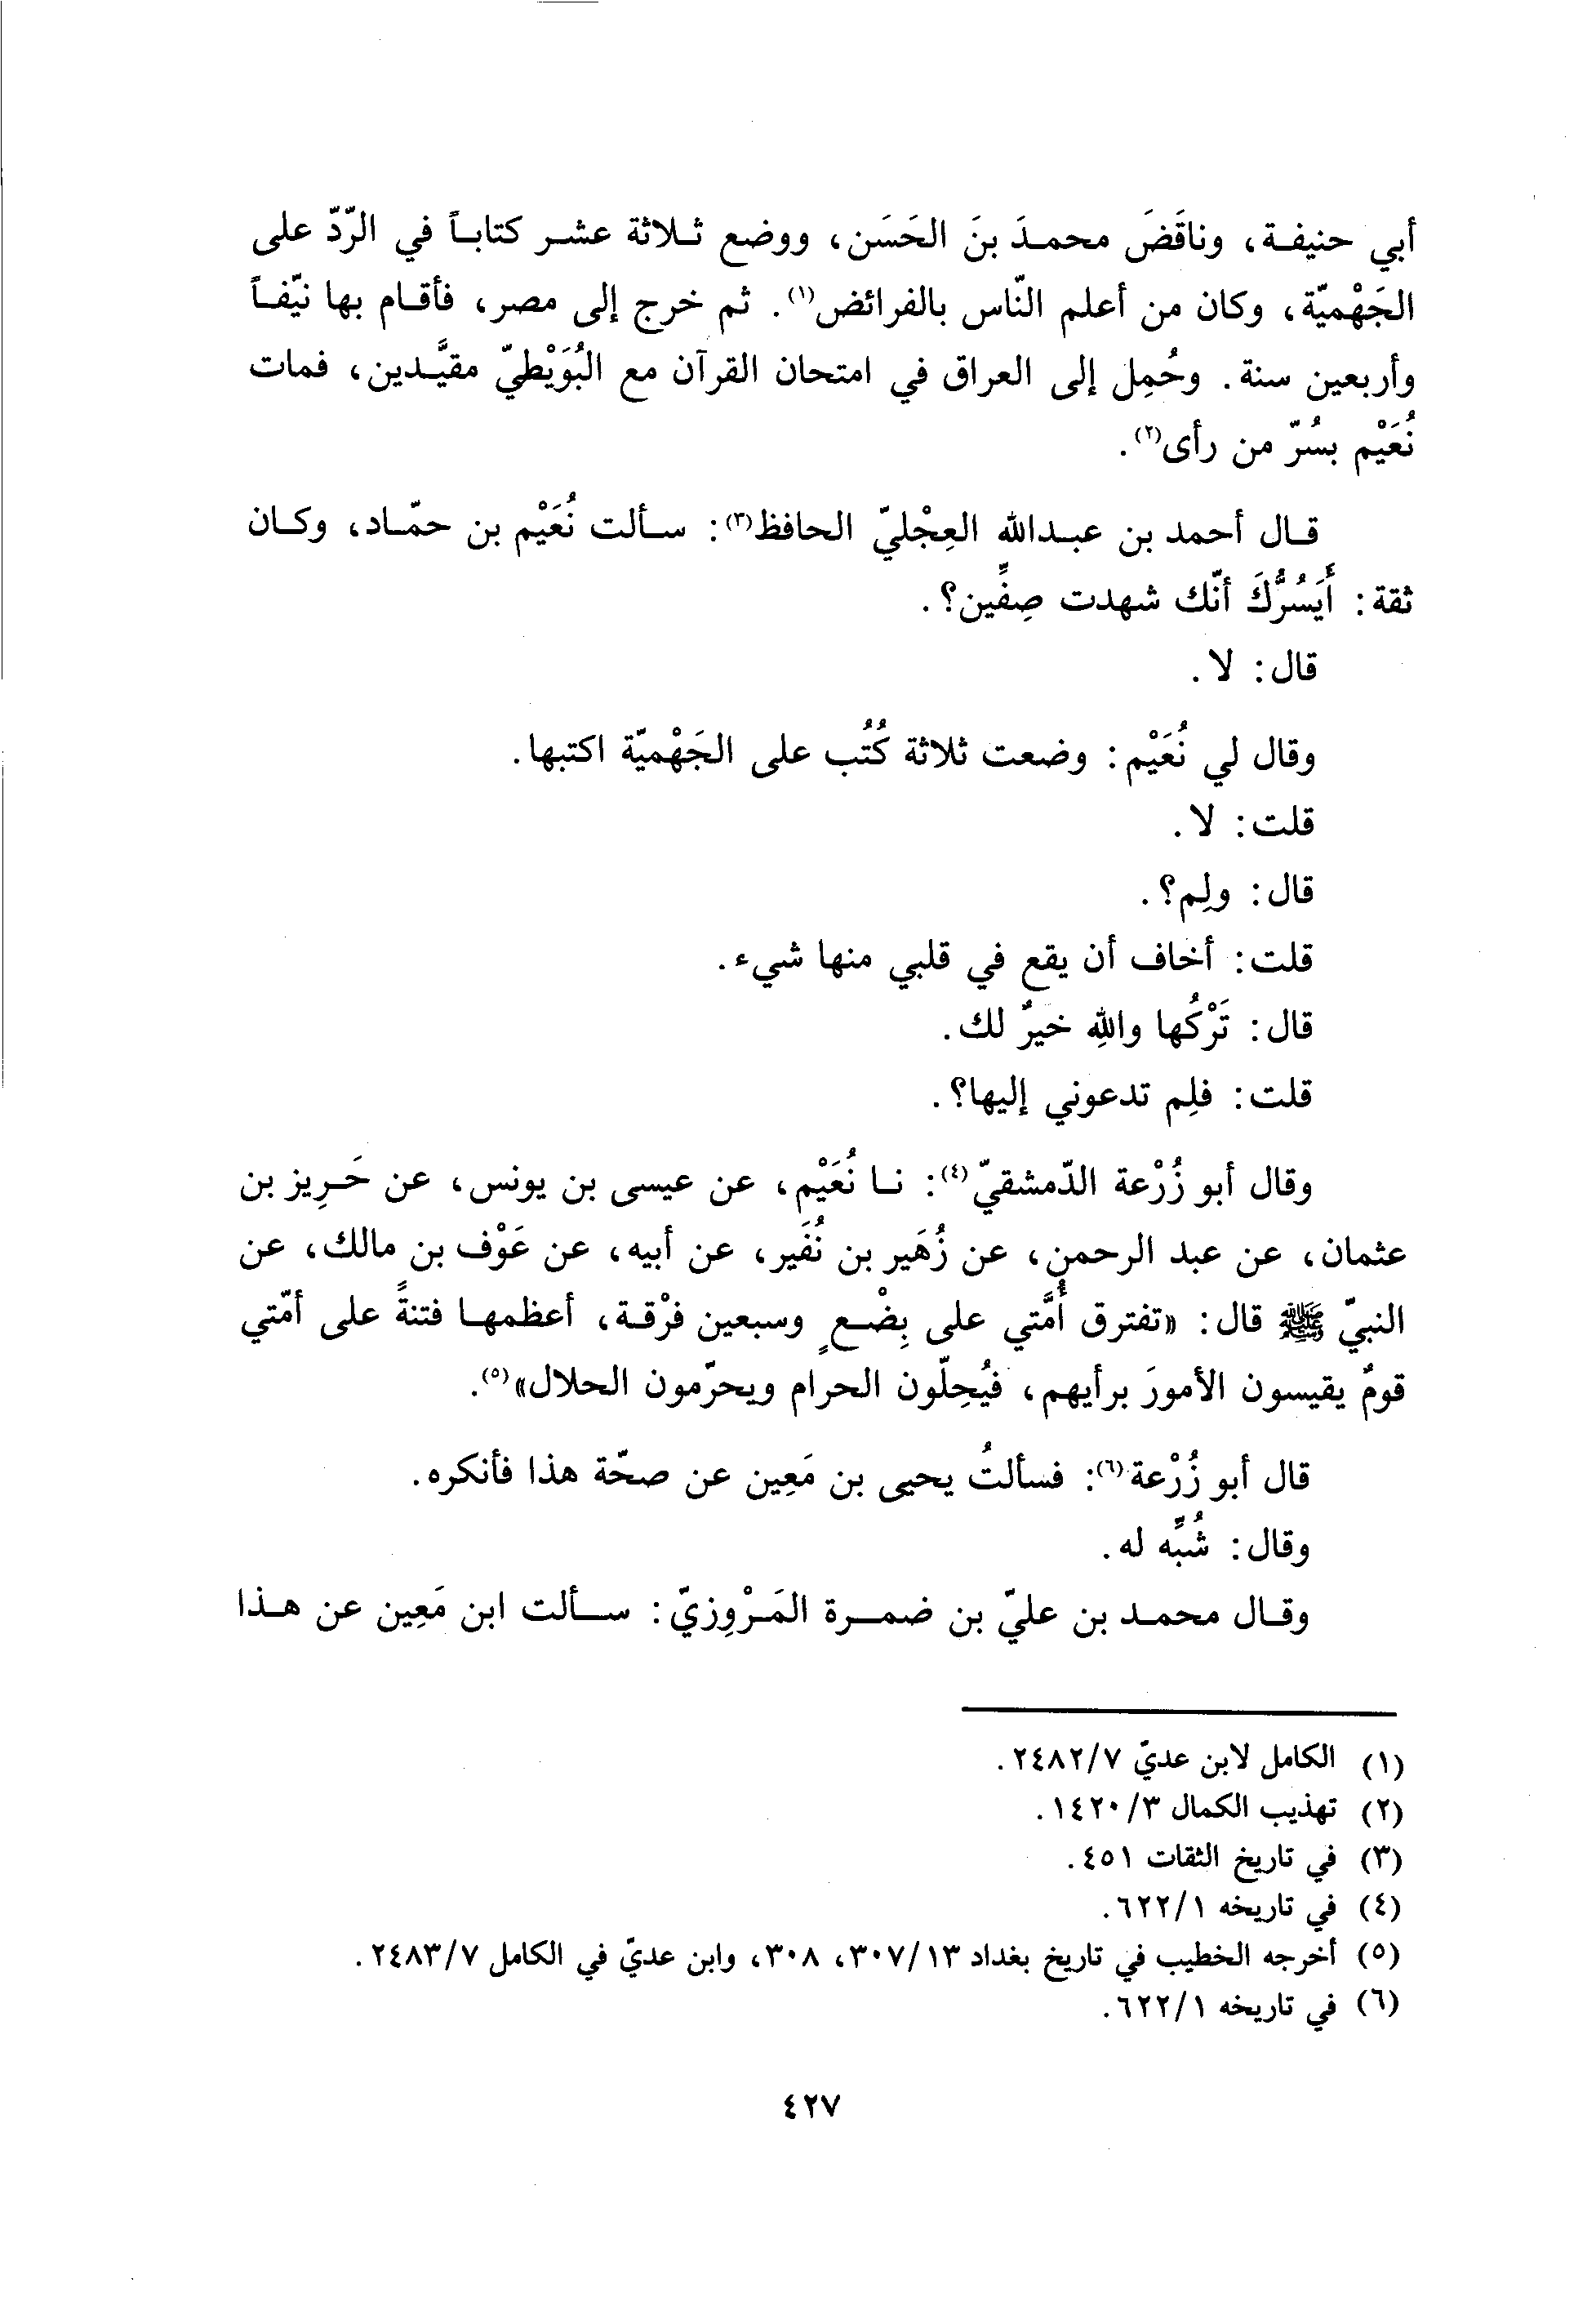 أبي حنيفة، وناقَضَ محمدَ بنَ الحَسَن، ووضع ثلاثة عشر كتاباً في الرّدّ على
الجَهْميّة، وكان من أعلم النّاس بالفرائض(١). ثم خرج إلى مصر، فأقام بها نيّفاً
وأربعين سنة. وحُمِل إلى العراق في امتحان القرآن مع البُوَيْطيّ مقيَّدين، فمات
نُعَيْم بسُرّ من رأى(٢).
قال أحمد بن عبدالله العِجْليّ الحافظ(٣): سألت نُعَيْم بن حمّاد، وكان
ثقة: أَيَسُرُّكَ أنّك شهدت صِفِّين؟.
قال: لا.
وقال لي نُعَيْم: وضعت ثلاثة كُتُب على الجَهْميّة اكتبها.
قلت: لا.
قال: ولِم؟.
قلت: أخاف أن يقع في قلبي منها شيء.
قال: تَرْكُها واللهِ خيرٌ لك.
قلت: فلِم تدعوني إليها؟.
وقال أبو زُرْعة الدّمشقيّ(٤): نا نُعَيْم، عن عيسى بن يونس، عن حَرِيز بن
عثمان، عن عبد الرحمن، عن زُهَير بن نُفَير، عن أبيه، عن عَوْف بن مالك، عن
النبيّ ﷺ قال: «تفترق أُمَّتي على بِضْعٍ وسبعين فرْقة، أعظمها فتنةً على أمّتي
قومٌ يقيسون الأمورَ برأيهم، فيُحِلّون الحرام ويحرّمون الحلال»(٥).
قال أبو زُرْعة(٦): فسألتُ يحيى بن مَعِين عن صحّة هذا فأنكره.
وقال: شُبِّه له.
وقال محمد بن عليّ بن ضمرة المَرْوِزيّ: سألت ابن مَعِين عن هذا
(١) الكامل لابن عديّ ٢٤٨٢/٧.
(٢) تهذيب الكمال ١٤٢٠/٣.
(٣) في تاريخ الثقات ٤٥١.
(٤) في تاريخه ٦٢٢/١.
(٥) أخرجه الخطيب في تاريخ بغداد ٣٠٧/١٣، ٣٠٨، وابن عديّ في الكامل ٢٤٨٣/٧.
(٦) في تاريخه ٦٢٢/١.
٤٢٧